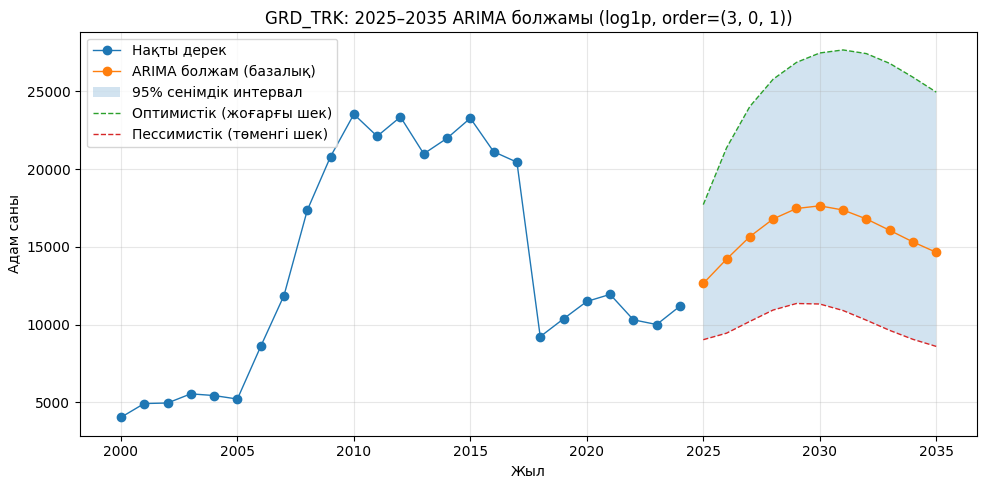 GRD_TRK: 2025–2035 ARIMA болжамы (log1p, order=(3, 0, 1))
Нақты дерек
ARIMA болжам (базалық)
95% сенімдік интервал
Оптимистік (жоғарғы шек)
Пессимистік (төменгі шек)
Адам саны
25000
20000
15000
10000
5000
2000 2005 2010 2015 2020 2025 2030 2035
Жыл